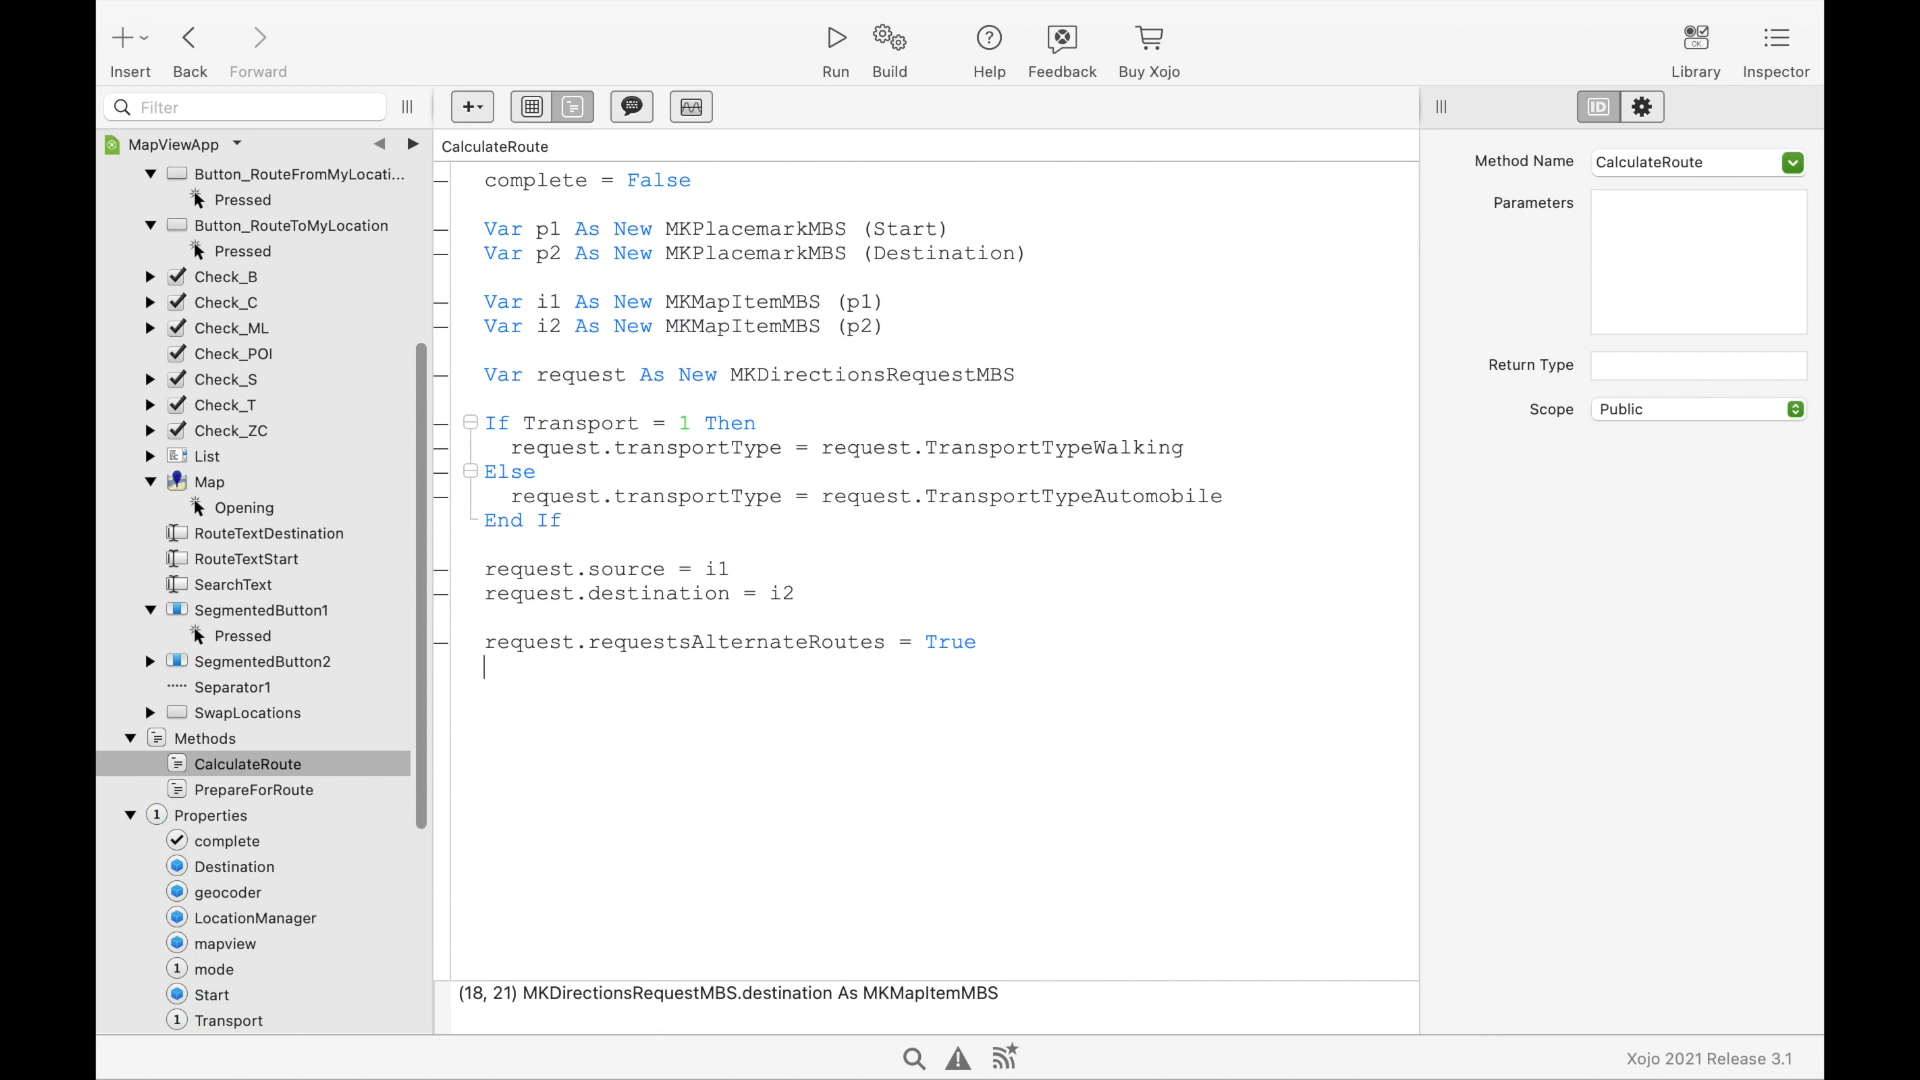 Insert
Back
Forward
Run
Build
Help
Feedback
Buy Xojo
Library
Inspector
Filter
MapViewApp
Button_RouteFromMyLocati...
Pressed
Button_RouteToMyLocation
Pressed
Check_B
Check_C
Check_ML
Check_POI
Check_S
Check_T
Check_ZC
List
Map
Opening
RouteTextDestination
RouteTextStart
SearchText
SegmentedButton1
Pressed
SegmentedButton2
Separator1
SwapLocations
Methods
CalculateRoute
PrepareForRoute
1 Properties
complete
Destination
geocoder
LocationManager
mapview
1 mode
Start
1 Transport
CalculateRoute
complete = False
Var p1 As New MKPlacemarkMBS (Start)
Var p2 As New MKPlacemarkMBS (Destination)
Var i1 As New MKMapItemMBS (p1)
Var i2 As New MKMapItemMBS (p2)
Var request As New MKDirectionsRequestMBS
If Transport = 1 Then
request.transportType = request.TransportTypeWalking
Else
request.transportType = request.TransportTypeAutomobile
End If
request.source = i1
request.destination = i2
request.requestsAlternateRoutes = True
(18, 21) MKDirectionsRequestMBS.destination As MKMapItemMBS
ID
Method Name CalculateRoute
Parameters
Return Type
Scope Public
Xojo 2021 Release 3.1